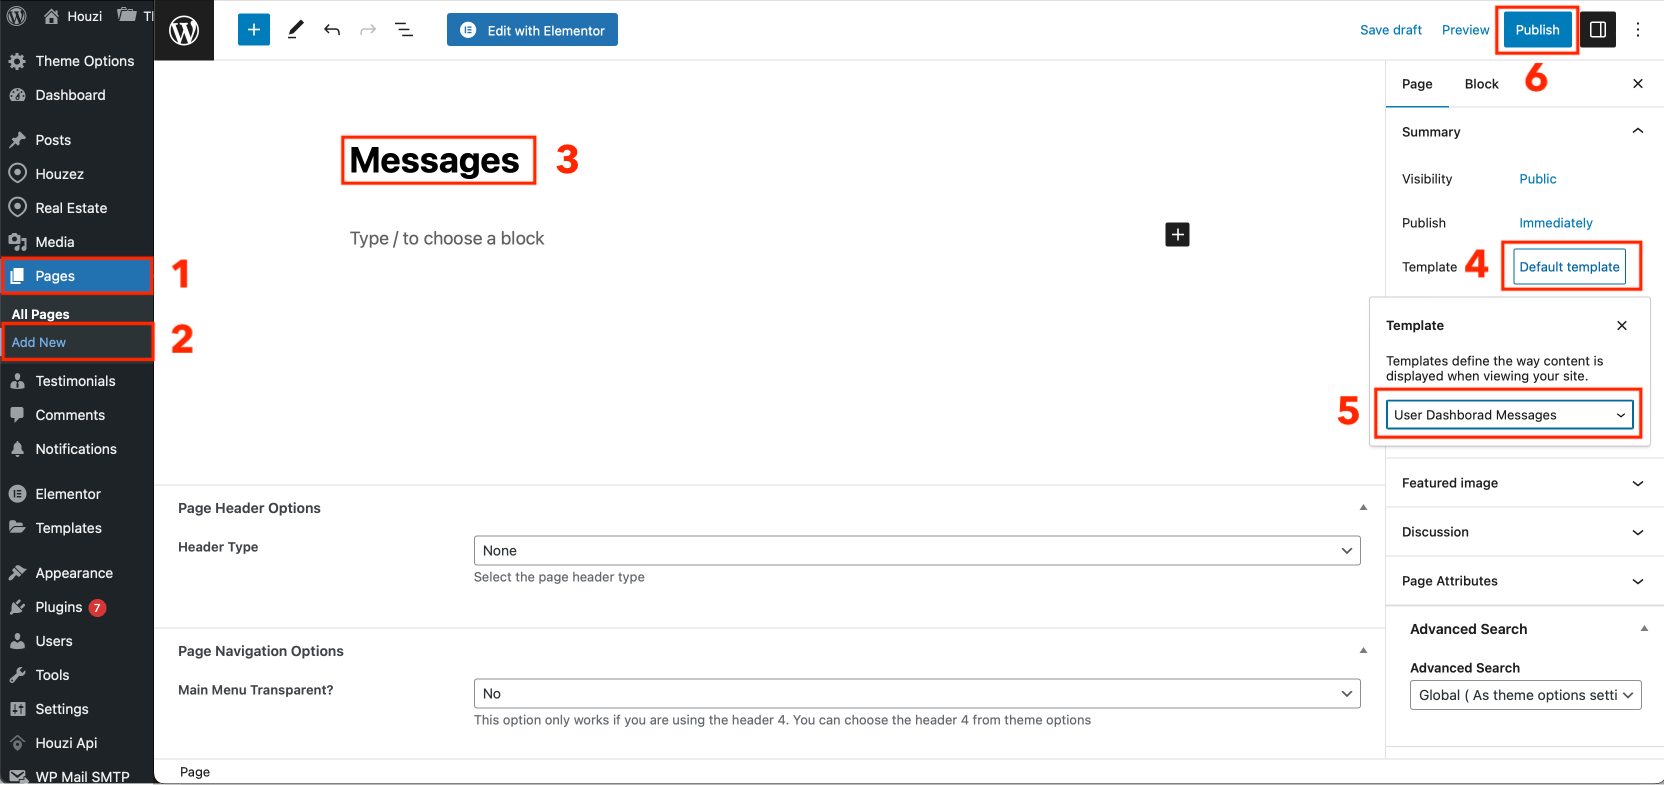 Houzi
Edit with Elementor
Save draft
Preview
Publish
6
Theme Options
Dashboard
Posts
Houzez
Real Estate
Media
Pages
1
All Pages
Add New
2
Testimonials
Comments
Notifications
Elementor
Templates
Appearance
Plugins 7
Users
Tools
Settings
Houzi Api
WP Mail SMTP
Messages 3
Type / to choose a block
Page Header Options
Header Type
None
Select the page header type
Page Navigation Options
Main Menu Transparent?
No
This option only works if you are using the header 4. You can choose the header 4 from theme options
Page
Page Block
Summary
Visibility Public
Publish Immediately
Template 4 Default template
Template
Templates define the way content is
displayed when viewing your site.
5 User Dashborad Messages
Featured image
Discussion
Page Attributes
Advanced Search
Advanced Search
Global ( As theme options setti